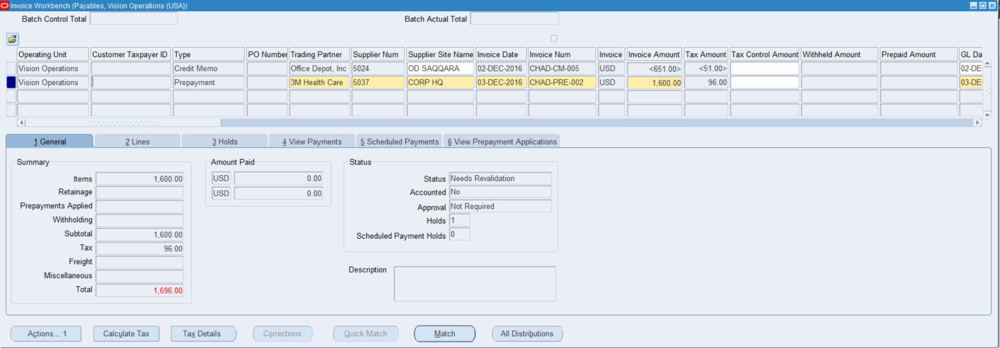 Invoice Workbench (Payables, Vision Operations (USA))
Batch Control Total Batch Actual Total
Operating Unit Customer Taxpayer ID Type PO Number Trading Partner Supplier Num Supplier Site Name Invoice Date Invoice Num Invoice Invoice Amount Tax Amount Tax Control Amount Withheld Amount Prepaid Amount GL Da
Vision Operations Credit Memo Office Depot, Inc 5024 OD SAQQARA 02-DEC-2016 CHAD-CM-005 USD <651.00> <51.00> 02-DE
Vision Operations Prepayment 3M Health Care 5037 CORP HQ 03-DEC-2016 CHAD-PRE-002 USD 1,600.00 96.00 03-DE
1 General 2 Lines 3 Holds 4 View Payments 5 Scheduled Payments 6 View Prepayment Applications
Summary
Items 1,600.00
Retainage
Prepayments Applied
Withholding
Subtotal 1,600.00
Tax 96.00
Freight
Miscellaneous
Total 1,696.00
Amount Paid
USD 0.00
USD 0.00
Status
Status Needs Revalidation
Accounted No
Approval Not Required
Holds 1
Scheduled Payment Holds 0
Description
Actions... 1 Calculate Tax Tax Details Corrections Quick Match Match All Distributions